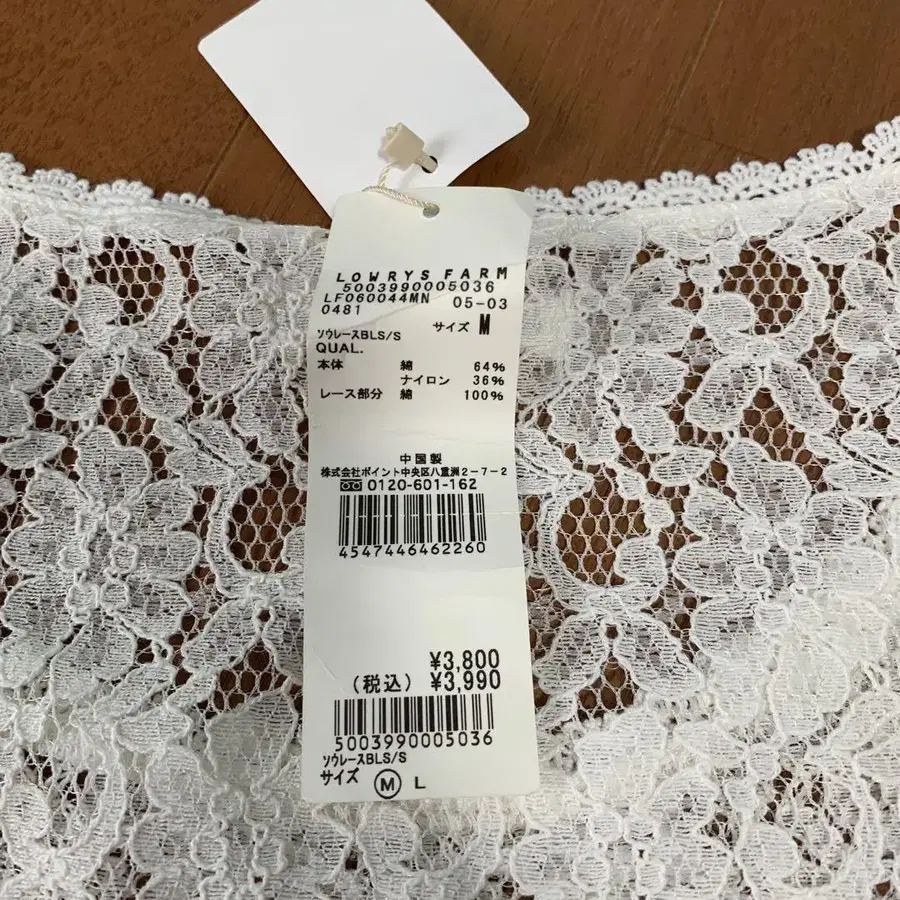 LOWRYS FARM
5003990005036
LF060044MN 05-03
0481 サイズ M
ソウレースBLS/S
QUAL.
本体 綿 64%
ナイロン 36%
レース部分 綿 100%
中国製
株式会社ポイント中央区八重洲2-7-2
0120-601-162
4547446462260
¥3,800
(税込) ¥3,990
5003990005036
ソウレースBLS/S
サイズ M L